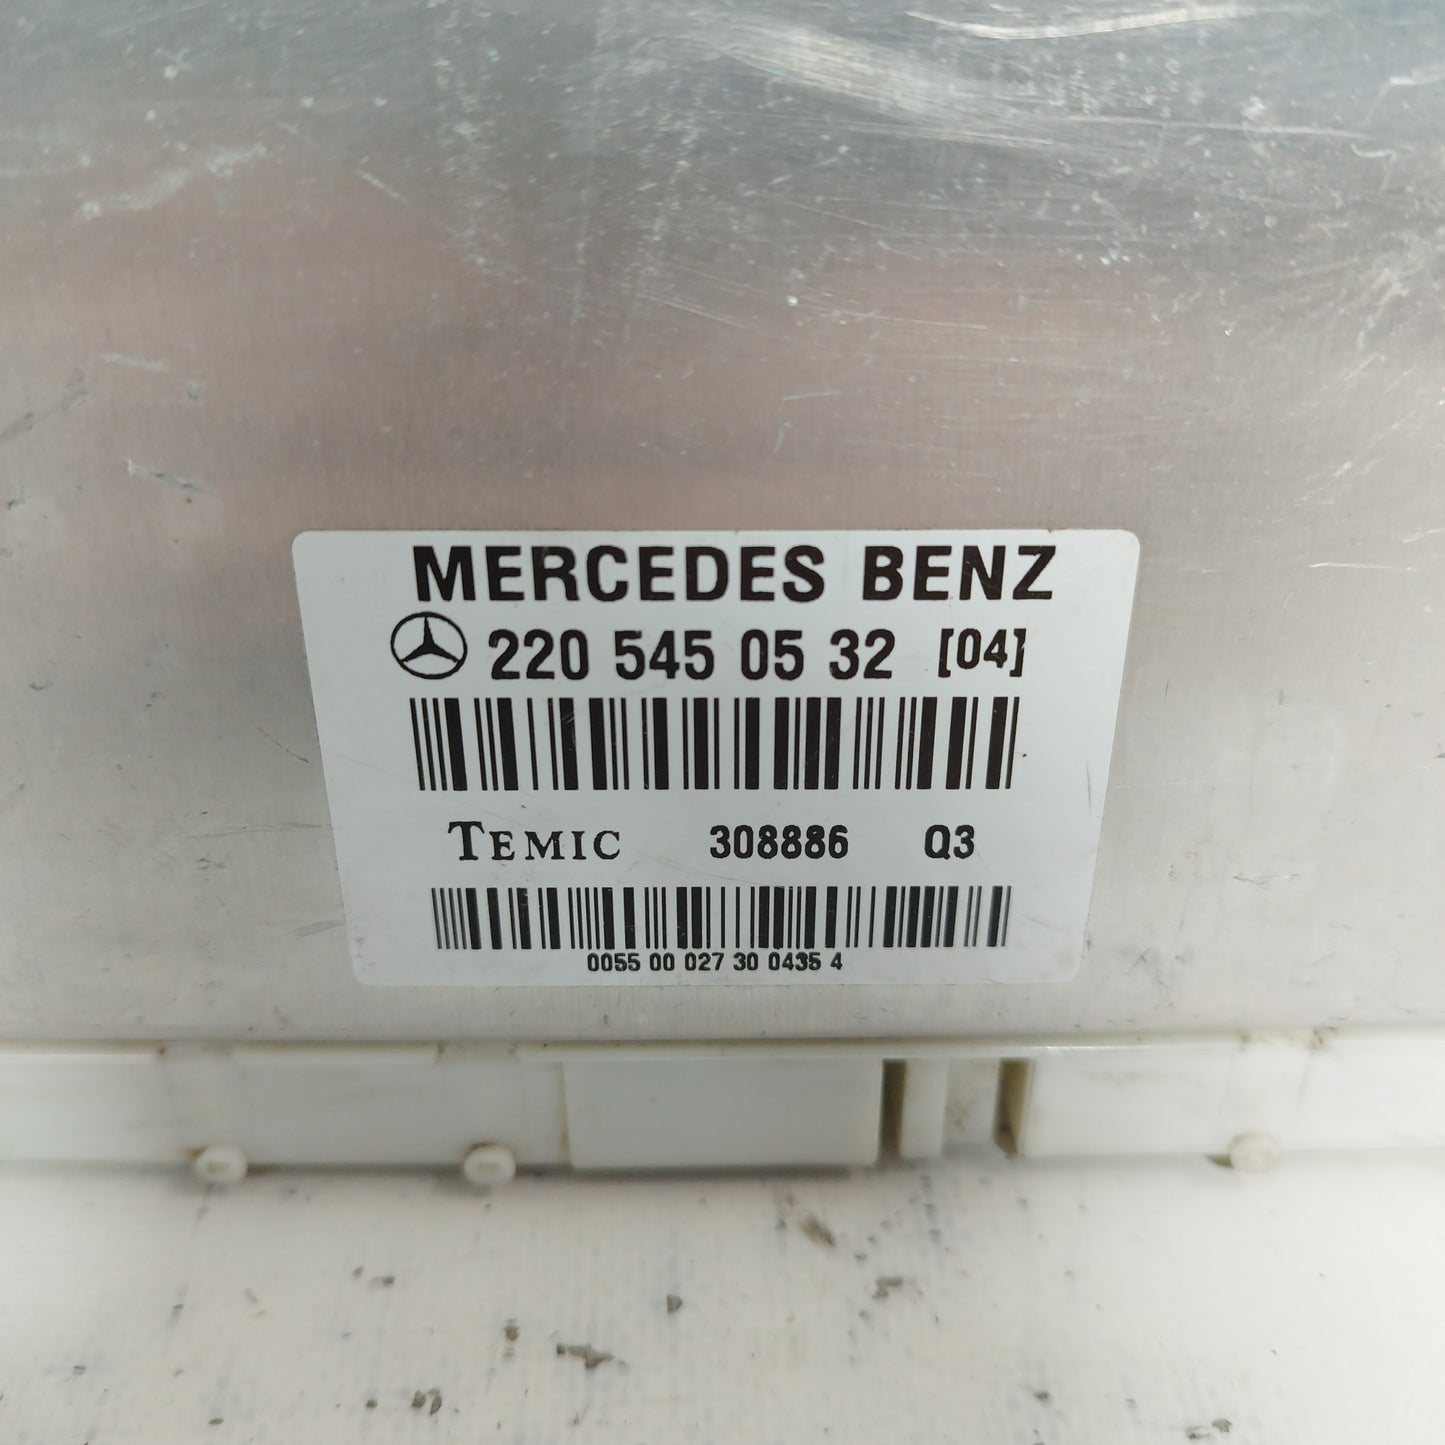 MERCEDES BENZ
220 545 05 32 [04]
TEMIC 308886 Q3
0055 00 027 30 0435 4